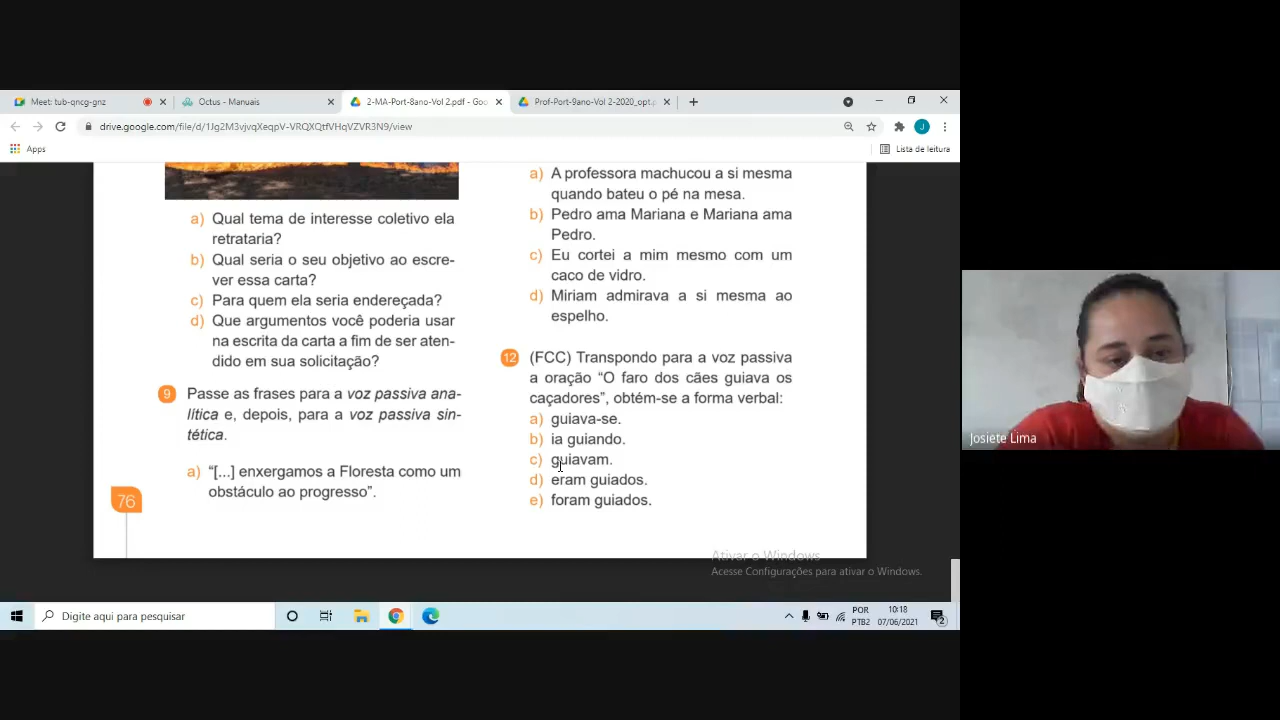 Meet: tub-qncg-gnz
Octus - Manuais
2-MA-Port-8ano-Vol 2.pdf - Goo
Prof-Port-9ano-Vol 2-2020_opt.p
drive.google.com/file/d/1Jg2M3vjvqXeqpV-VRQXQtfVHqVZVR3N9/view
Apps
Lista de leitura
a) Qual tema de interesse coletivo ela
retrataria?
b) Qual seria o seu objetivo ao escre-
ver essa carta?
c) Para quem ela seria endereçada?
d) Que argumentos você poderia usar
na escrita da carta a fim de ser aten-
dido em sua solicitação?
9 Passe as frases para a voz passiva ana-
lítica e, depois, para a voz passiva sin-
tética.
a) “[...] enxergamos a Floresta como um
obstáculo ao progresso”.
76
a) A professora machucou a si mesma
quando bateu o pé na mesa.
b) Pedro ama Mariana e Mariana ama
Pedro.
c) Eu cortei a mim mesmo com um
caco de vidro.
d) Miriam admirava a si mesma ao
espelho.
12 (FCC) Transpondo para a voz passiva
a oração “O faro dos cães guiava os
caçadores”, obtém-se a forma verbal:
a) guiava-se.
b) ia guiando.
c) guiavam.
d) eram guiados.
e) foram guiados.
Ativar o Windows
Acesse Configurações para ativar o Windows.
Josiete Lima
Digite aqui para pesquisar
POR
PTB2
10:18
07/06/2021
2
J